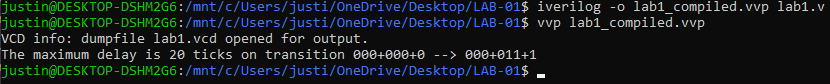 justin@DESKTOP-DSHM2G6:/mnt/c/Users/justi/OneDrive/Desktop/LAB-01$ iverilog -o lab1_compiled.vvp lab1.v
justin@DESKTOP-DSHM2G6:/mnt/c/Users/justi/OneDrive/Desktop/LAB-01$ vvp lab1_compiled.vvp
VCD info: dumpfile lab1.vcd opened for output.
The maximum delay is 20 ticks on transition 000+000+0 --> 000+011+1
justin@DESKTOP-DSHM2G6:/mnt/c/Users/justi/OneDrive/Desktop/LAB-01$